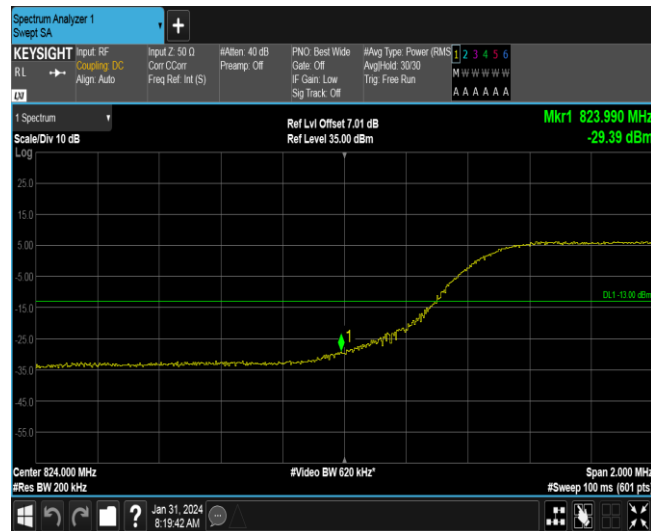 Spectrum Analyzer 1
Swept SA
+
KEYSIGHT
RL
LXI
Input: RF
Coupling: DC
Align: Auto
Input Z: 50 Ω
Corr CCorr
Freq Ref: Int (S)
#Atten: 40 dB
Preamp: Off
PNO: Best Wide
Gate: Off
IF Gain: Low
Sig Track: Off
#Avg Type: Power (RMS
Avg|Hold: 30/30
Trig: Free Run
1 2 3 4 5 6
M W W W W W
A A A A A A
1 Spectrum
Scale/Div 10 dB
Log
Ref Lvl Offset 7.01 dB
Ref Level 35.00 dBm
Mkr1 823.990 MHz
-29.39 dBm
25.0
15.0
5.00
-5.00
-15.0
-25.0
-35.0
-45.0
-55.0
DL1 -13.00 dBm
1
Center 824.000 MHz
#Res BW 200 kHz
#Video BW 620 kHz*
Span 2.000 MHz
#Sweep 100 ms (601 pts)
?
Jan 31, 2024
8:19:42 AM